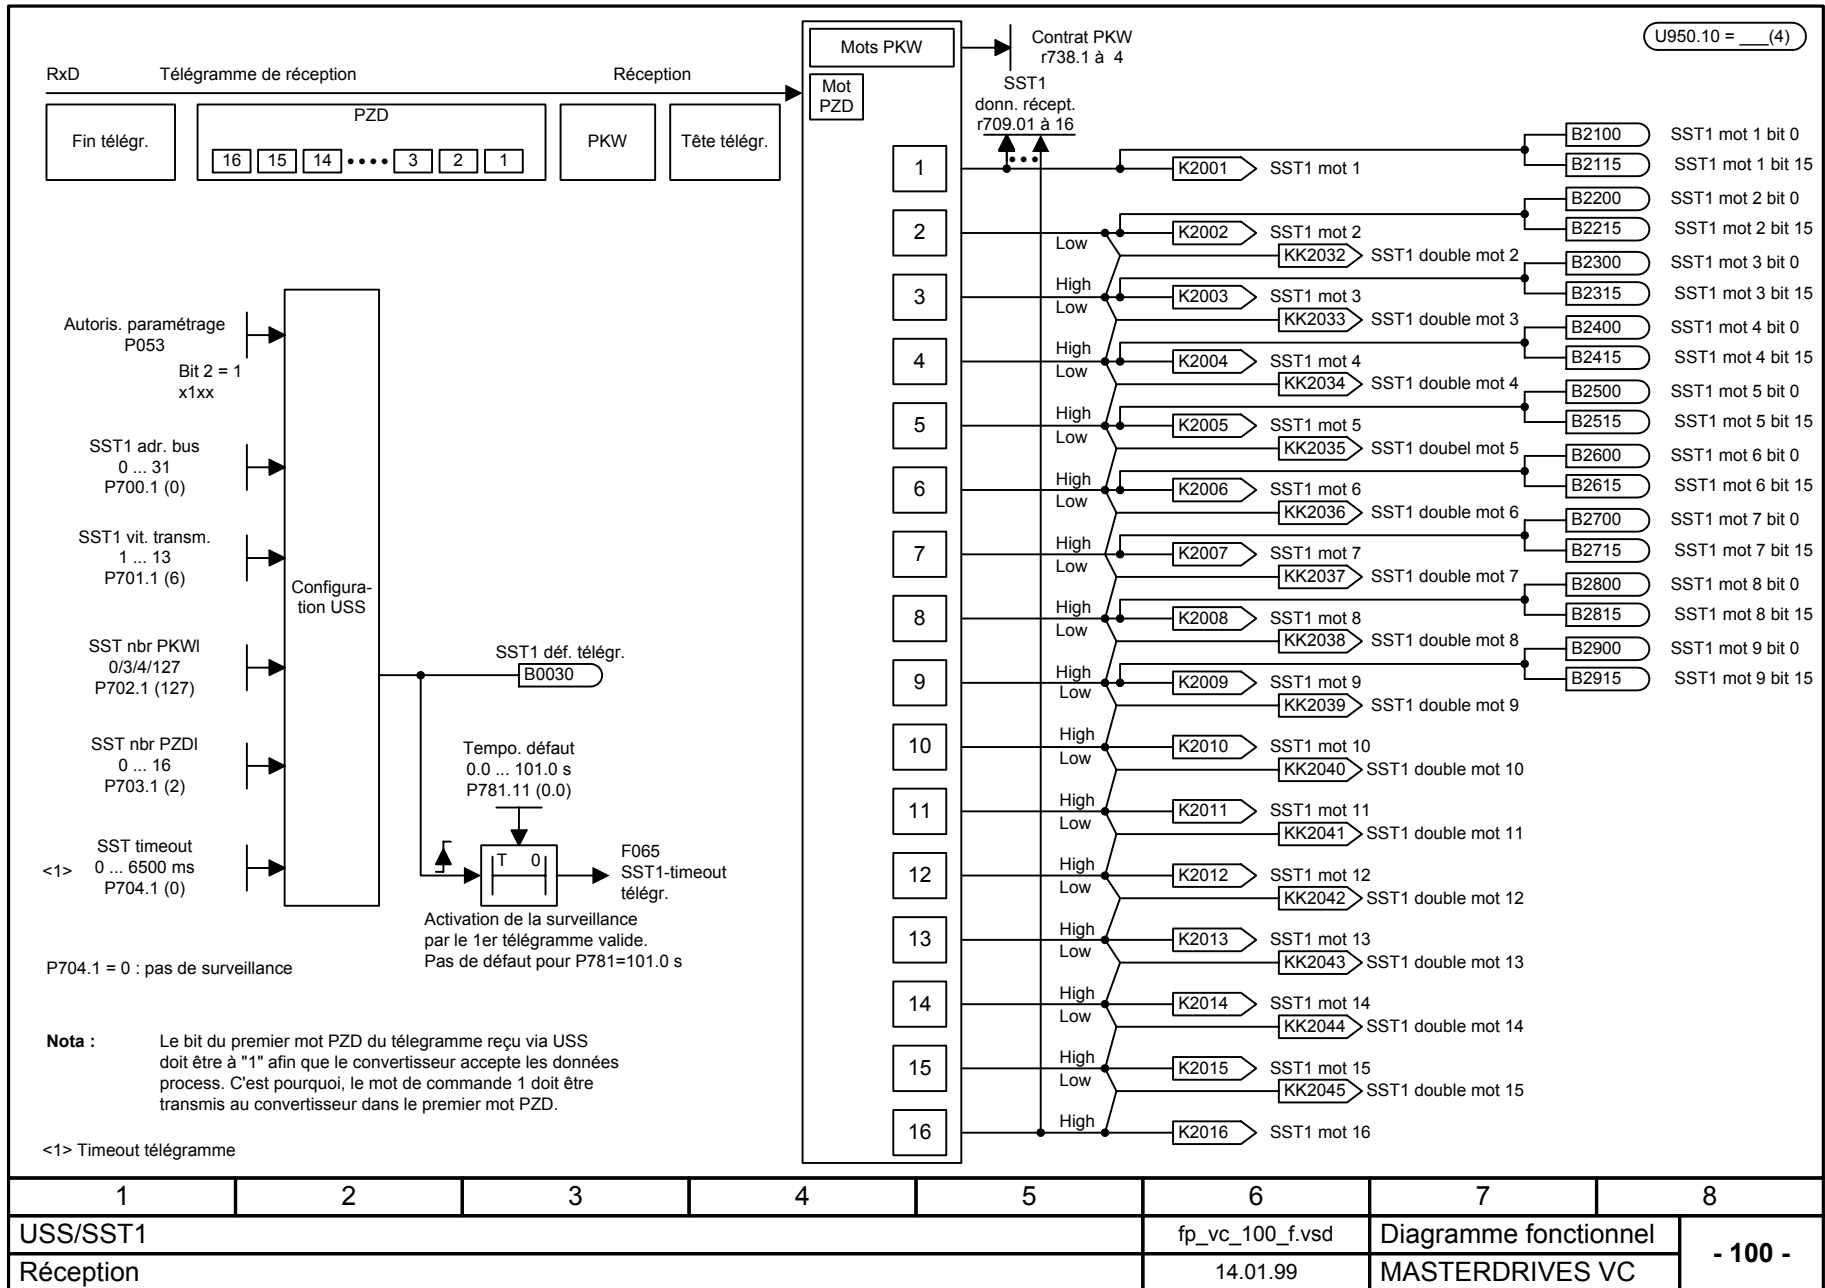 U950.10 = ___(4)
Mots PKW
Contrat PKW
r738.1 à 4
RxD
Télégramme de réception
Réception
Mot
PZD
SST1
donn. récept.
r709.01 à 16
Fin télégr.
PZD
16 15 14 •••• 3 2 1
PKW
Tête télégr.
1
K2001
SST1 mot 1
B2100
SST1 mot 1 bit 0
B2115
SST1 mot 1 bit 15
2
Low
K2002
SST1 mot 2
KK2032
SST1 double mot 2
B2200
SST1 mot 2 bit 0
B2215
SST1 mot 2 bit 15
3
High
Low
K2003
SST1 mot 3
KK2033
SST1 double mot 3
B2300
SST1 mot 3 bit 0
B2315
SST1 mot 3 bit 15
4
High
Low
K2004
SST1 mot 4
KK2034
SST1 double mot 4
B2400
SST1 mot 4 bit 0
B2415
SST1 mot 4 bit 15
5
High
Low
K2005
SST1 mot 5
KK2035
SST1 doubel mot 5
B2500
SST1 mot 5 bit 0
B2515
SST1 mot 5 bit 15
6
High
Low
K2006
SST1 mot 6
KK2036
SST1 double mot 6
B2600
SST1 mot 6 bit 0
B2615
SST1 mot 6 bit 15
7
High
Low
K2007
SST1 mot 7
KK2037
SST1 double mot 7
B2700
SST1 mot 7 bit 0
B2715
SST1 mot 7 bit 15
8
High
Low
K2008
SST1 mot 8
KK2038
SST1 double mot 8
B2800
SST1 mot 8 bit 0
B2815
SST1 mot 8 bit 15
9
High
Low
K2009
SST1 mot 9
KK2039
SST1 double mot 9
B2900
SST1 mot 9 bit 0
B2915
SST1 mot 9 bit 15
10
High
Low
K2010
SST1 mot 10
KK2040
SST1 double mot 10
11
High
Low
K2011
SST1 mot 11
KK2041
SST1 double mot 11
12
High
Low
K2012
SST1 mot 12
KK2042
SST1 double mot 12
13
High
Low
K2013
SST1 mot 13
KK2043
SST1 double mot 13
14
High
Low
K2014
SST1 mot 14
KK2044
SST1 double mot 14
15
High
Low
K2015
SST1 mot 15
KK2045
SST1 double mot 15
16
High
K2016
SST1 mot 16
Autoris. paramétrage
P053
Bit 2 = 1
x1xx
SST1 adr. bus
0 ... 31
P700.1 (0)
SST1 vit. transm.
1 ... 13
P701.1 (6)
Configura-
tion USS
SST nbr PKWl
0/3/4/127
P702.1 (127)
SST nbr PZDl
0 ... 16
P703.1 (2)
SST timeout
<1> 0 ... 6500 ms
P704.1 (0)
SST1 déf. télégr.
B0030
Tempo. défaut
0.0 ... 101.0 s
P781.11 (0.0)
T 0
F065
SST1-timeout
télégr.
Activation de la surveillance
par le 1er télégramme valide.
Pas de défaut pour P781=101.0 s
P704.1 = 0 : pas de surveillance
Nota : Le bit du premier mot PZD du télegramme reçu via USS
doit être à "1" afin que le convertisseur accepte les données
process. C'est pourquoi, le mot de commande 1 doit être
transmis au convertisseur dans le premier mot PZD.
<1> Timeout télégramme
1 2 3 4 5 6 7 8
USS/SST1
fp_vc_100_f.vsd
Diagramme fonctionnel
- 100 -
Réception
14.01.99
MASTERDRIVES VC